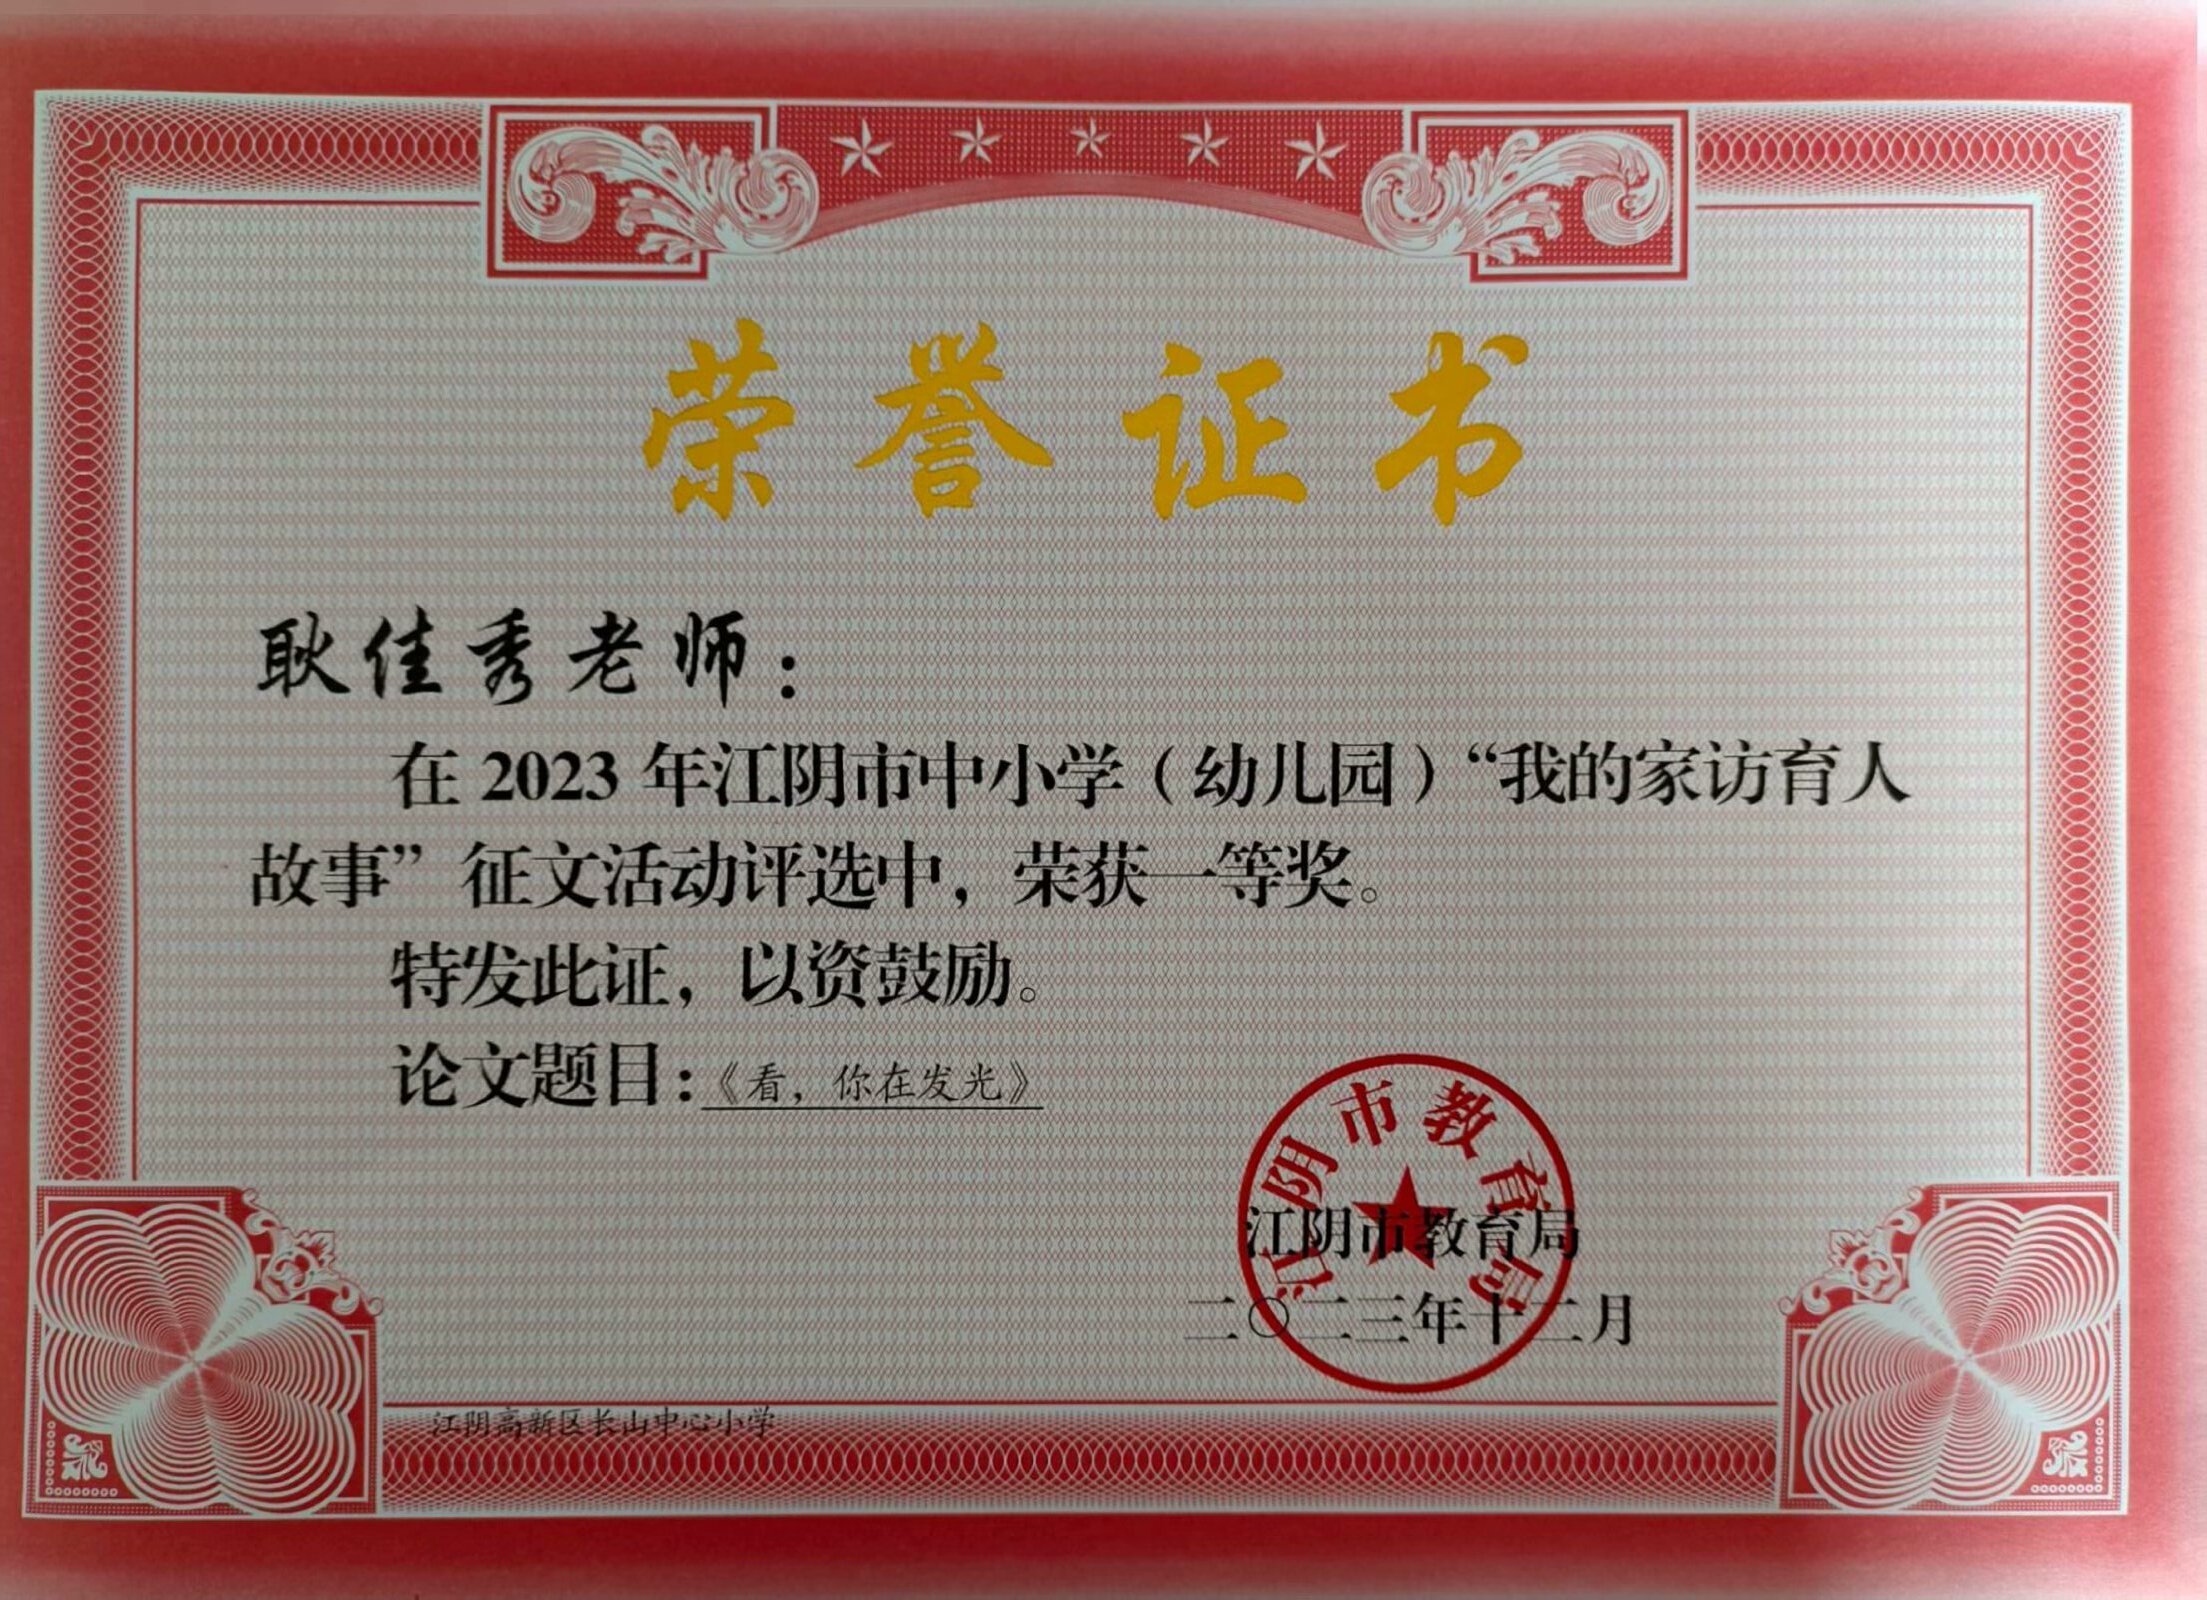 荣誉证书
耿佳秀老师：
在 2023 年江阴市中小学（幼儿园）“我的家访育人
故事”征文活动评选中，荣获一等奖。
特发此证，以资鼓励。
论文题目：《看，你在发光》
江阴市教育局
江阴市教育局
二〇二三年十二月
江阴高新区长山中心小学